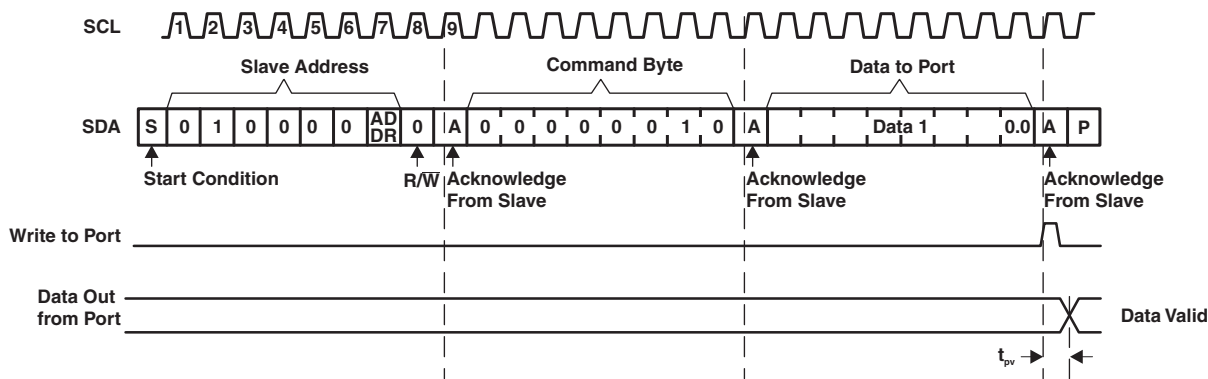 SCL 1 2 3 4 5 6 7 8 9
Slave Address Command Byte Data to Port
SDA S 0 1 0 0 0 0 AD DR 0 A 0 0 0 0 0 0 1 0 A Data 1 0.0 A P
Start Condition R/W̅ Acknowledge From Slave Acknowledge From Slave Acknowledge From Slave
Write to Port
Data Out from Port Data Valid
tpv